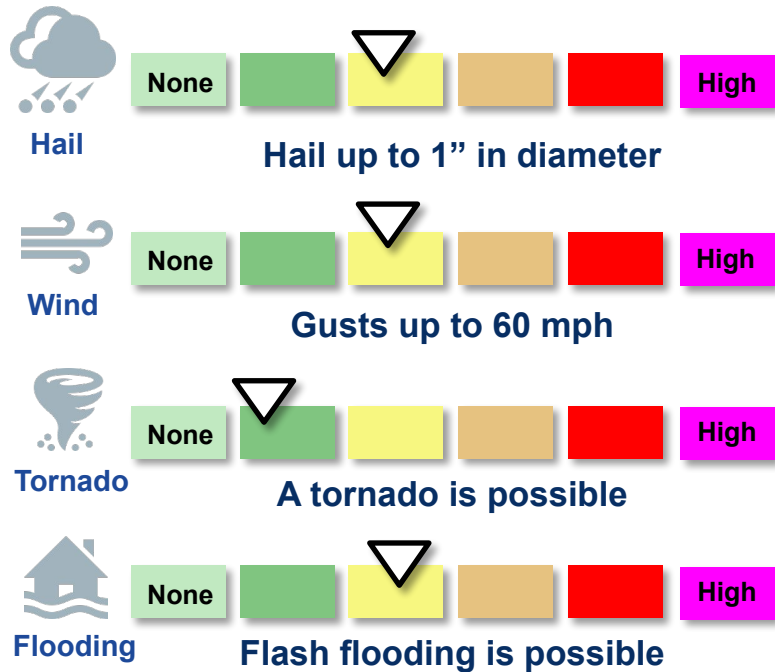 None
High
Hail
Hail up to 1” in diameter
None
High
Wind
Gusts up to 60 mph
None
High
Tornado
A tornado is possible
None
High
Flooding
Flash flooding is possible